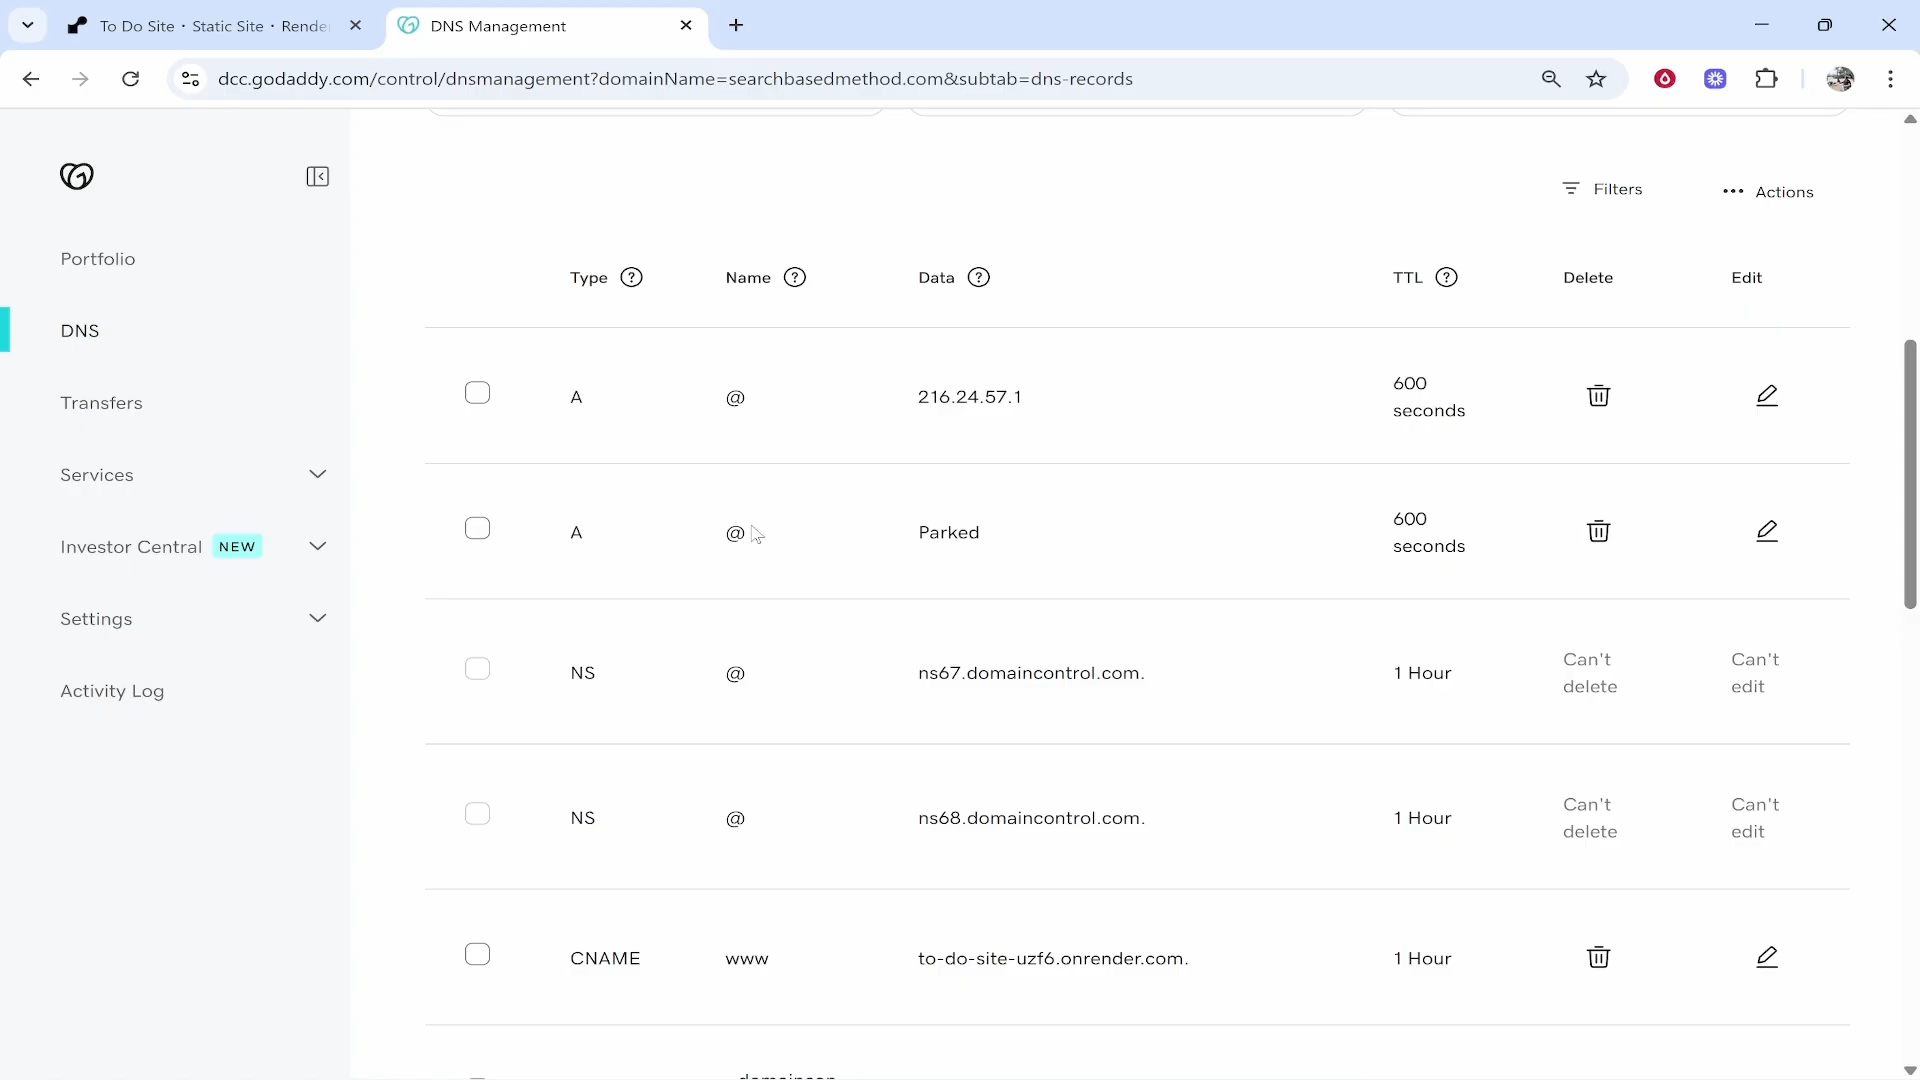 To Do Site · Static Site · Rende
DNS Management
dcc.godaddy.com/control/dnsmanagement?domainName=searchbasedmethod.com&subtab=dns-records
Filters
Actions
Portfolio
DNS
Transfers
Services
Investor Central NEW
Settings
Activity Log
Type Name Data TTL Delete Edit
A @ 216.24.57.1 600
seconds
A @ Parked 600
seconds
NS @ ns67.domaincontrol.com. 1 Hour Can't
delete Can't
edit
NS @ ns68.domaincontrol.com. 1 Hour Can't
delete Can't
edit
CNAME www to-do-site-uzf6.onrender.com. 1 Hour